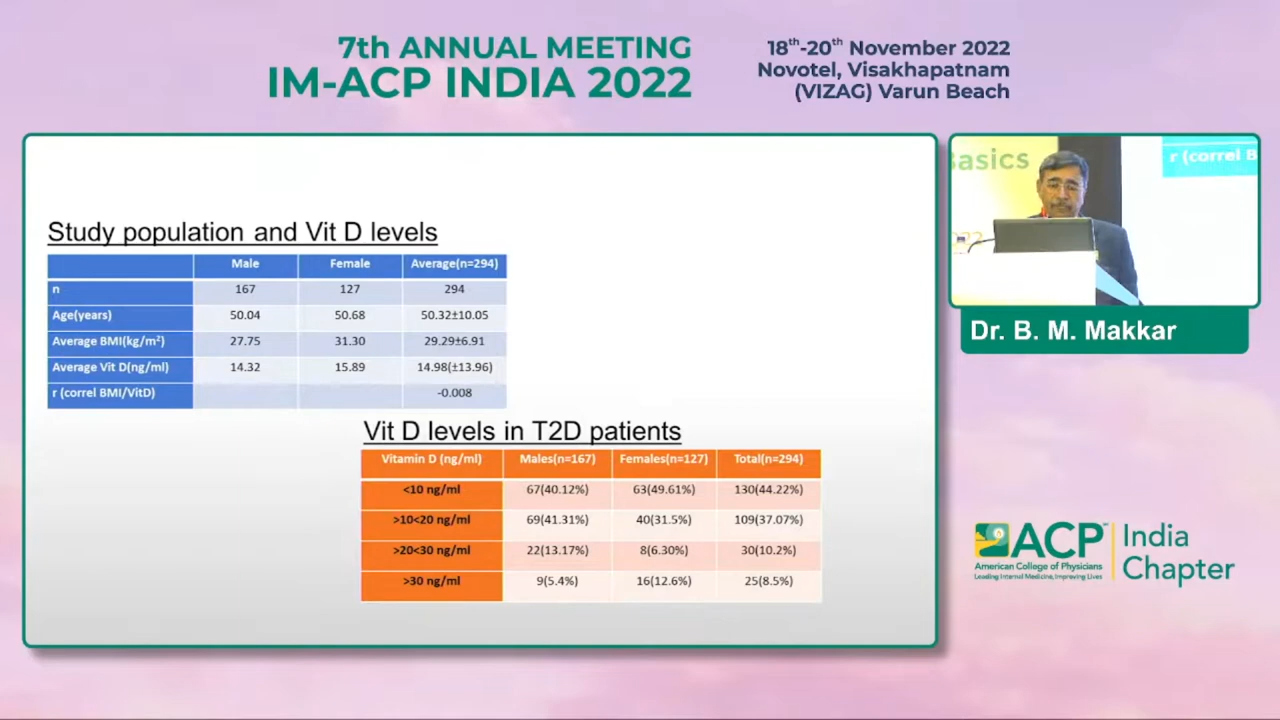 7th ANNUAL MEETING
IM-ACP INDIA 2022
18th-20th November 2022
Novotel, Visakhapatnam
(VIZAG) Varun Beach
Study population and Vit D levels
Male Female Average(n=294)
n 167 127 294
Age(years) 50.04 50.68 50.32±10.05
Average BMI(kg/m²) 27.75 31.30 29.29±6.91
Average Vit D(ng/ml) 14.32 15.89 14.98(±13.96)
r (correl BMI/VitD) -0.008
Vit D levels in T2D patients
Vitamin D (ng/ml) Males(n=167) Females(n=127) Total(n=294)
<10 ng/ml 67(40.12%) 63(49.61%) 130(44.22%)
>10<20 ng/ml 69(41.31%) 40(31.5%) 109(37.07%)
>20<30 ng/ml 22(13.17%) 8(6.30%) 30(10.2%)
>30 ng/ml 9(5.4%) 16(12.6%) 25(8.5%)
asics
r (correl B
Dr. B. M. Makkar
ACP
American College of Physicians
Leading Internal Medicine, Improving Lives
India
Chapter